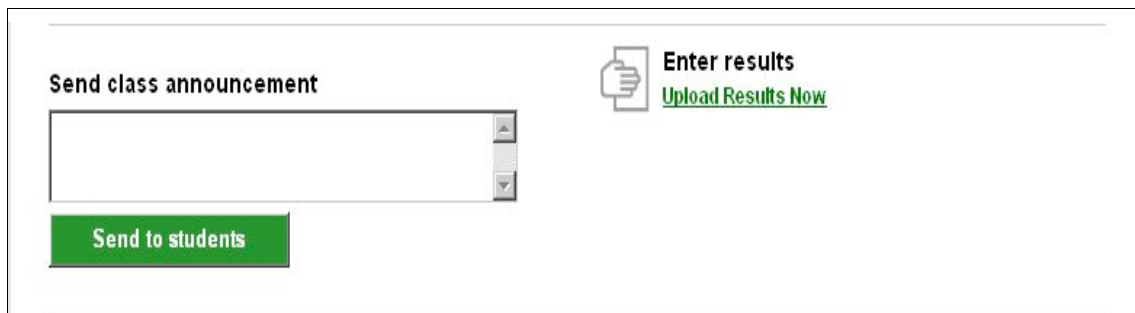 Send class announcement
Send to students
Enter results
Upload Results Now